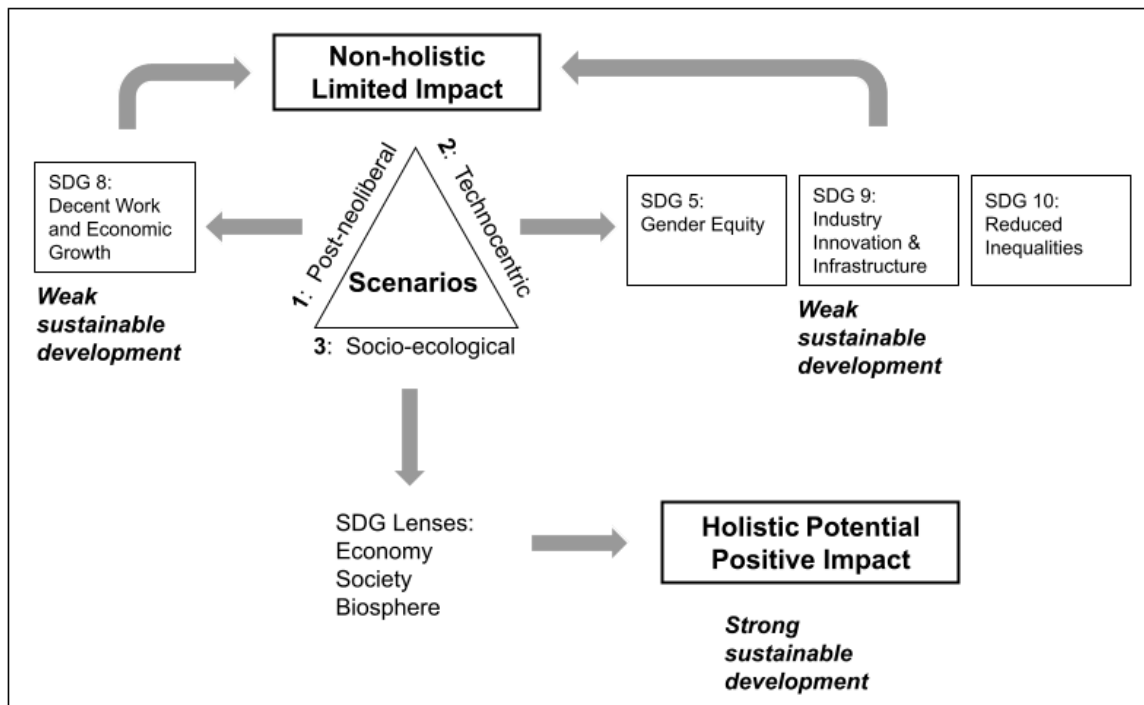 Non-holistic
Limited Impact
SDG 8:
Decent Work
and Economic
Growth
Weak
sustainable
development
1: Post-neoliberal
2: Technocentric
Scenarios
3: Socio-ecological
SDG 5:
Gender Equity
SDG 9:
Industry
Innovation &
Infrastructure
SDG 10:
Reduced
Inequalities
Weak
sustainable
development
SDG Lenses:
Economy
Society
Biosphere
Holistic Potential
Positive Impact
Strong
sustainable
development